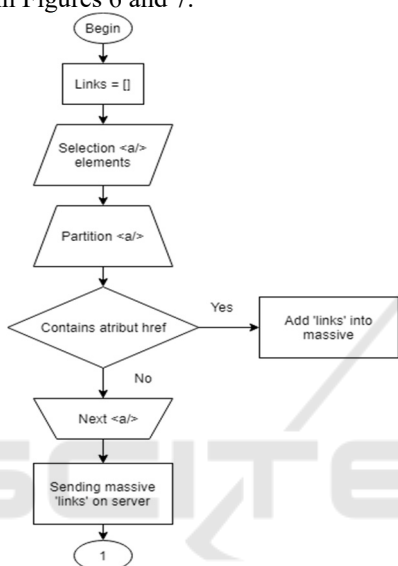 in Figures 6 and 7.
Begin
Links = []
Selection <a/>
elements
Partition <a/>
Contains atribut href
Yes
Add 'links' into
massive
No
Next <a/>
Sending massive
'links' on server
1